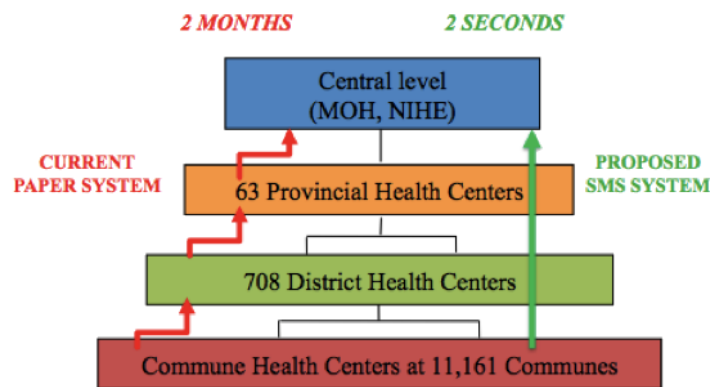 2 MONTHS
2 SECONDS
Central level
(MOH, NIHE)
CURRENT
PAPER SYSTEM
PROPOSED
SMS SYSTEM
63 Provincial Health Centers
708 District Health Centers
Commune Health Centers at 11,161 Communes